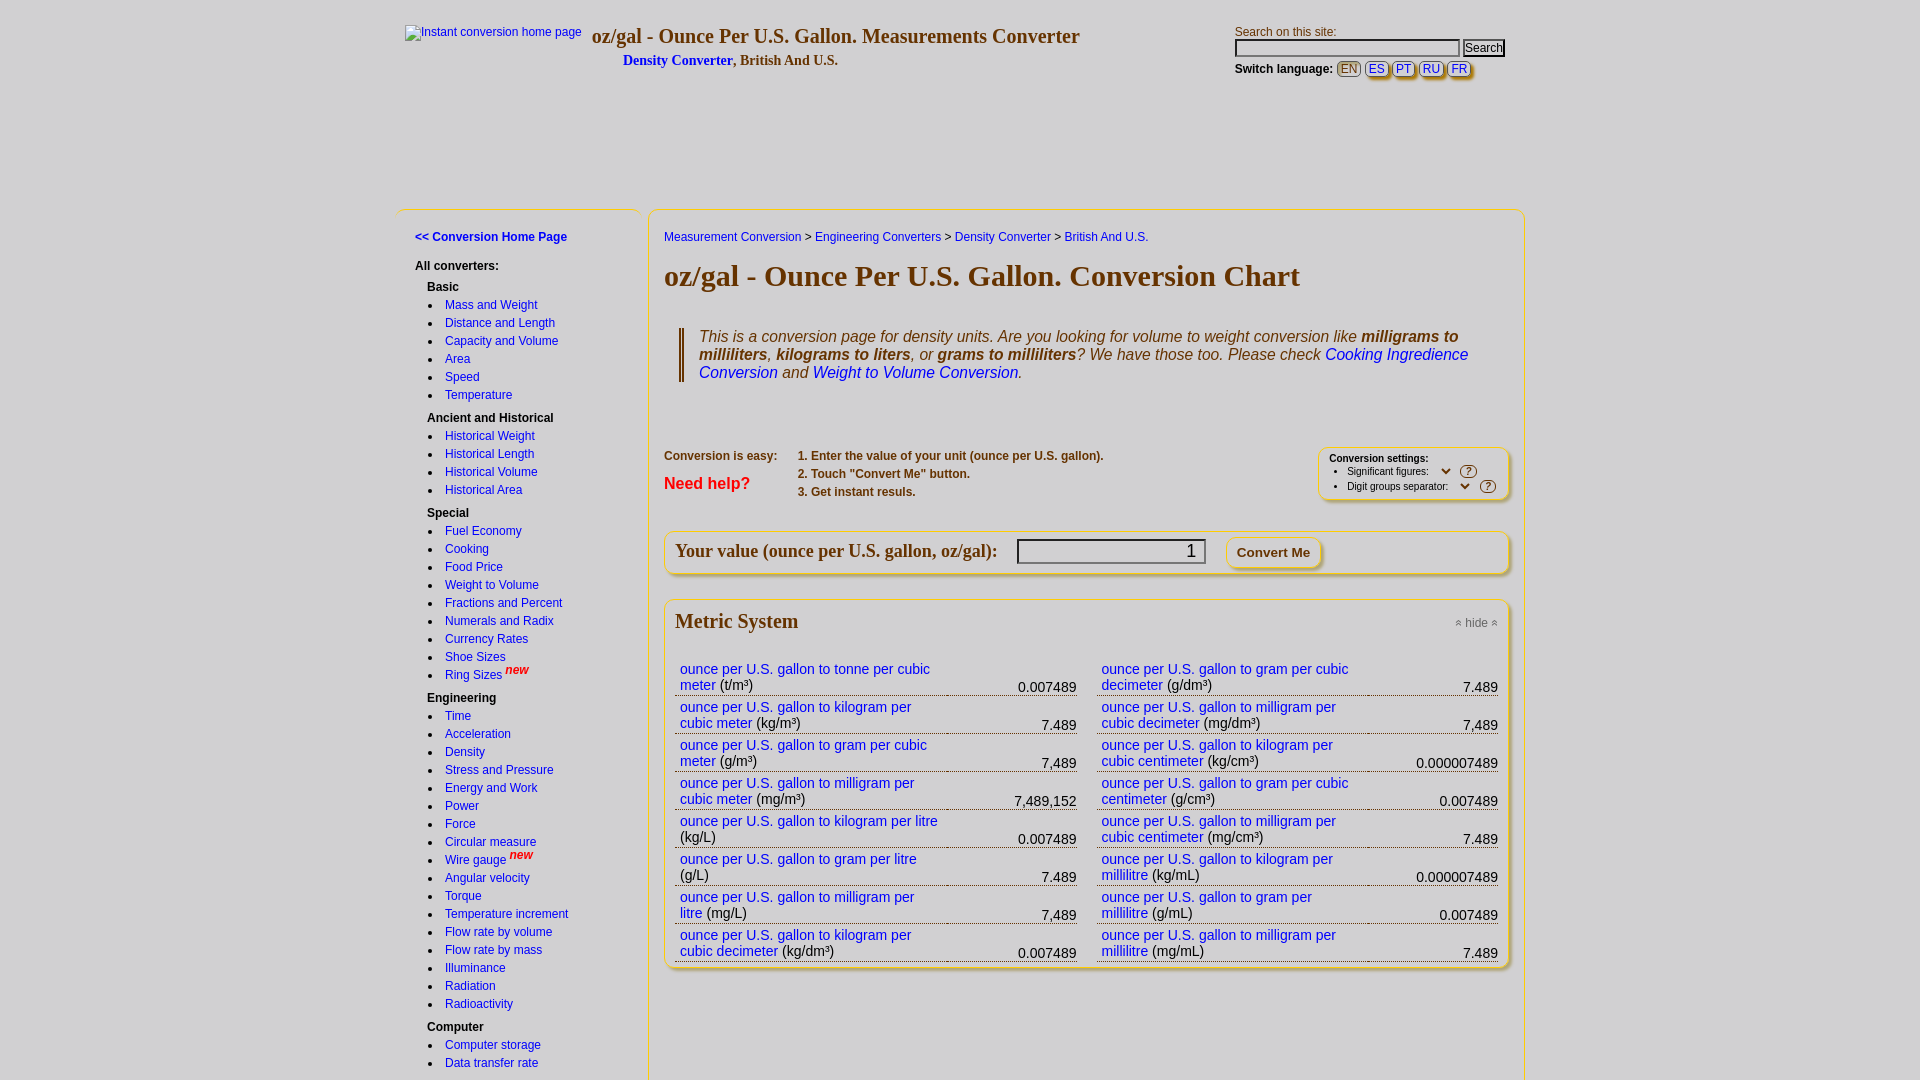 Instant conversion home page
oz/gal - Ounce Per U.S. Gallon. Measurements Converter
Density Converter, British And U.S.
Search on this site:
Search
Switch language: EN ES PT RU FR
<< Conversion Home Page
All converters:
Basic
Mass and Weight
Distance and Length
Capacity and Volume
Area
Speed
Temperature
Ancient and Historical
Historical Weight
Historical Length
Historical Volume
Historical Area
Special
Fuel Economy
Cooking
Food Price
Weight to Volume
Fractions and Percent
Numerals and Radix
Currency Rates
Shoe Sizes
Ring Sizes new
Engineering
Time
Acceleration
Density
Stress and Pressure
Energy and Work
Power
Force
Circular measure
Wire gauge new
Angular velocity
Torque
Temperature increment
Flow rate by volume
Flow rate by mass
Illuminance
Radiation
Radioactivity
Computer
Computer storage
Data transfer rate
Measurement Conversion > Engineering Converters > Density Converter > British And U.S.
oz/gal - Ounce Per U.S. Gallon. Conversion Chart
This is a conversion page for density units. Are you looking for volume to weight conversion like milligrams to
milliliters, kilograms to liters, or grams to milliliters? We have those too. Please check Cooking Ingredience
Conversion and Weight to Volume Conversion.
Conversion is easy:
Need help?
1. Enter the value of your unit (ounce per U.S. gallon).
2. Touch "Convert Me" button.
3. Get instant resuls.
Conversion settings:
Significant figures: ?
Digit groups separator: ?
Your value (ounce per U.S. gallon, oz/gal): 1 Convert Me
Metric System
« hide «
ounce per U.S. gallon to tonne per cubic
meter (t/m³) 0.007489
ounce per U.S. gallon to kilogram per
cubic meter (kg/m³) 7.489
ounce per U.S. gallon to gram per cubic
meter (g/m³) 7,489
ounce per U.S. gallon to milligram per
cubic meter (mg/m³) 7,489,152
ounce per U.S. gallon to kilogram per litre
(kg/L) 0.007489
ounce per U.S. gallon to gram per litre
(g/L) 7.489
ounce per U.S. gallon to milligram per
litre (mg/L) 7,489
ounce per U.S. gallon to kilogram per
cubic decimeter (kg/dm³) 0.007489
ounce per U.S. gallon to gram per cubic
decimeter (g/dm³) 7.489
ounce per U.S. gallon to milligram per
cubic decimeter (mg/dm³) 7,489
ounce per U.S. gallon to kilogram per
cubic centimeter (kg/cm³) 0.000007489
ounce per U.S. gallon to gram per cubic
centimeter (g/cm³) 0.007489
ounce per U.S. gallon to milligram per
cubic centimeter (mg/cm³) 7.489
ounce per U.S. gallon to kilogram per
millilitre (kg/mL) 0.000007489
ounce per U.S. gallon to gram per
millilitre (g/mL) 0.007489
ounce per U.S. gallon to milligram per
millilitre (mg/mL) 7.489